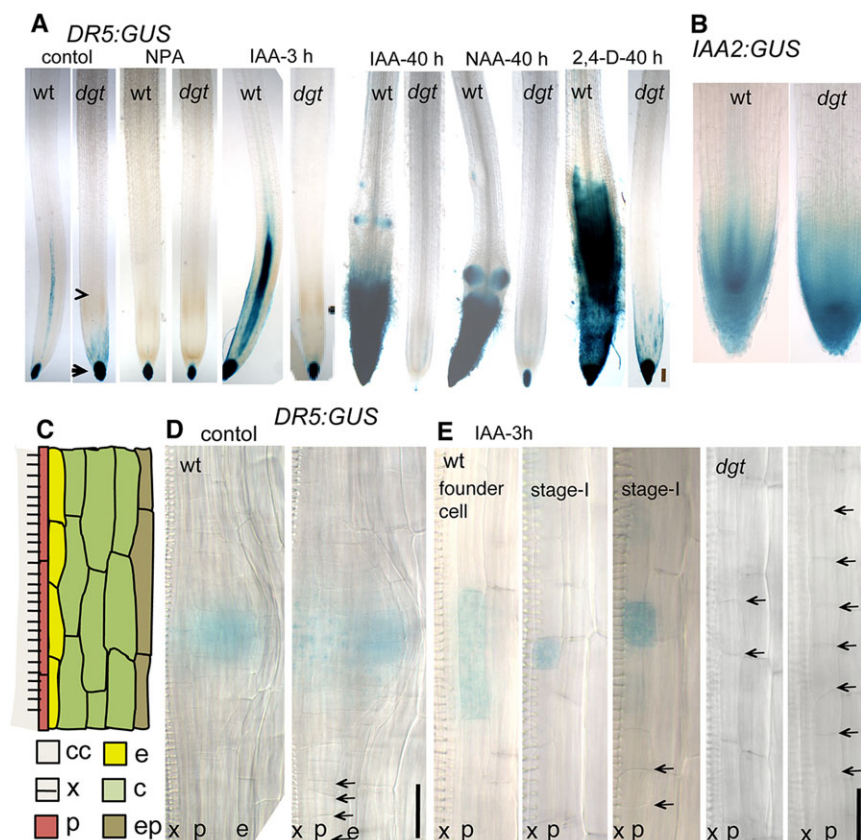 A DR5:GUS
contol NPA IAA-3 h IAA-40 h NAA-40 h 2,4-D-40 h
wt dgt wt dgt wt dgt wt dgt wt dgt wt dgt
B IAA2:GUS
wt dgt
C
cc e
x c
p ep
DR5:GUS
D contol
wt
x p e
x p e
E IAA-3h
wt
founder
cell
stage-I
stage-I
dgt
x p
x p
x p
x p
x p